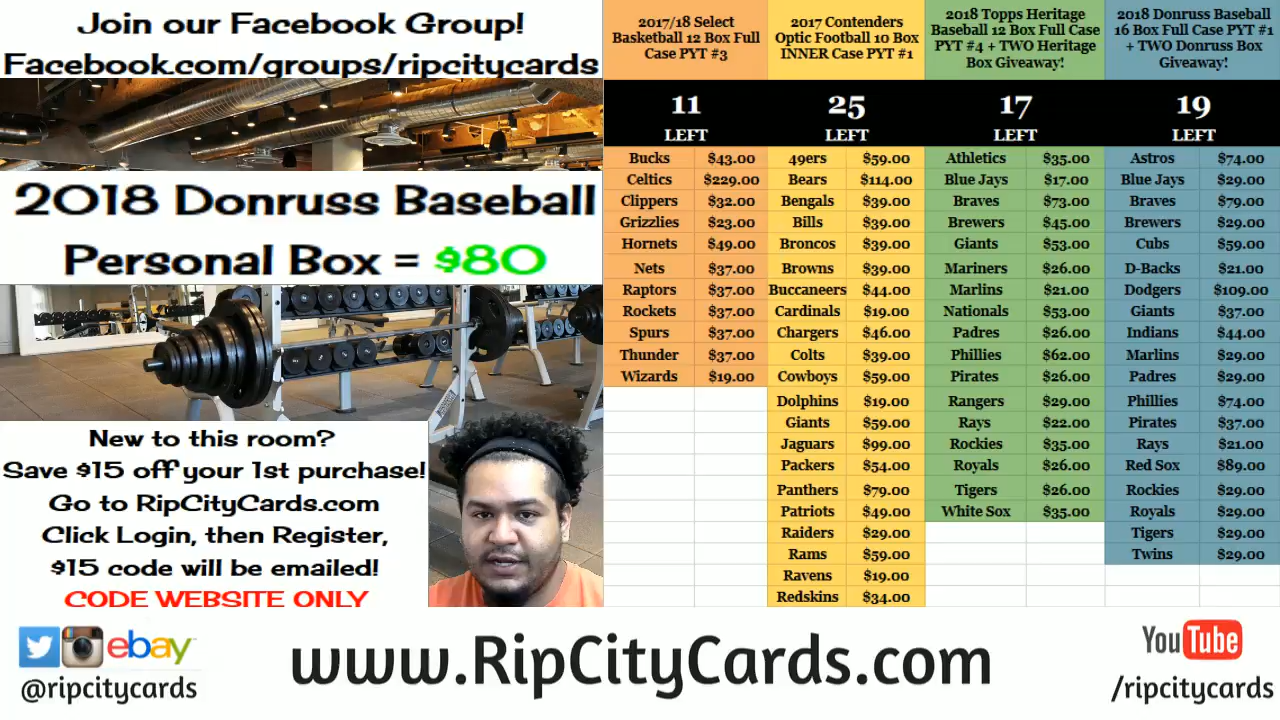 Join our Facebook Group!
Facebook.com/groups/ripcitycards
2018 Donruss Baseball
Personal Box = $80
New to this room?
Save $15 off your 1st purchase!
Go to RipCityCards.com
Click Login, then Register,
$15 code will be emailed!
CODE WEBSITE ONLY
2017/18 Select
Basketball 12 Box Full
Case PYT #3
11
LEFT
Bucks $43.00
Celtics $229.00
Clippers $32.00
Grizzlies $23.00
Hornets $49.00
Nets $37.00
Raptors $37.00
Rockets $37.00
Spurs $37.00
Thunder $37.00
Wizards $19.00
2017 Contenders
Optic Football 10 Box
INNER Case PYT #1
25
LEFT
49ers $59.00
Bears $114.00
Bengals $39.00
Bills $39.00
Broncos $39.00
Browns $39.00
Buccaneers $44.00
Cardinals $19.00
Chargers $46.00
Colts $39.00
Cowboys $59.00
Dolphins $19.00
Giants $59.00
Jaguars $99.00
Packers $54.00
Panthers $79.00
Patriots $49.00
Raiders $29.00
Rams $59.00
Ravens $19.00
Redskins $34.00
2018 Topps Heritage
Baseball 12 Box Full Case
PYT #4 + TWO Heritage
Box Giveaway!
17
LEFT
Athletics $35.00
Blue Jays $17.00
Braves $73.00
Brewers $45.00
Giants $53.00
Mariners $26.00
Marlins $21.00
Nationals $53.00
Padres $26.00
Phillies $62.00
Pirates $26.00
Rangers $29.00
Rays $22.00
Rockies $35.00
Royals $26.00
Tigers $26.00
White Sox $35.00
2018 Donruss Baseball
16 Box Full Case PYT #1
+ TWO Donruss Box
Giveaway!
19
LEFT
Astros $74.00
Blue Jays $29.00
Braves $79.00
Brewers $29.00
Cubs $59.00
D-Backs $21.00
Dodgers $109.00
Giants $37.00
Indians $44.00
Marlins $29.00
Padres $29.00
Phillies $74.00
Pirates $37.00
Rays $21.00
Red Sox $89.00
Rockies $29.00
Royals $29.00
Tigers $29.00
Twins $29.00
ebay
@ripcitycards
www.RipCityCards.com
YouTube
/ripcitycards